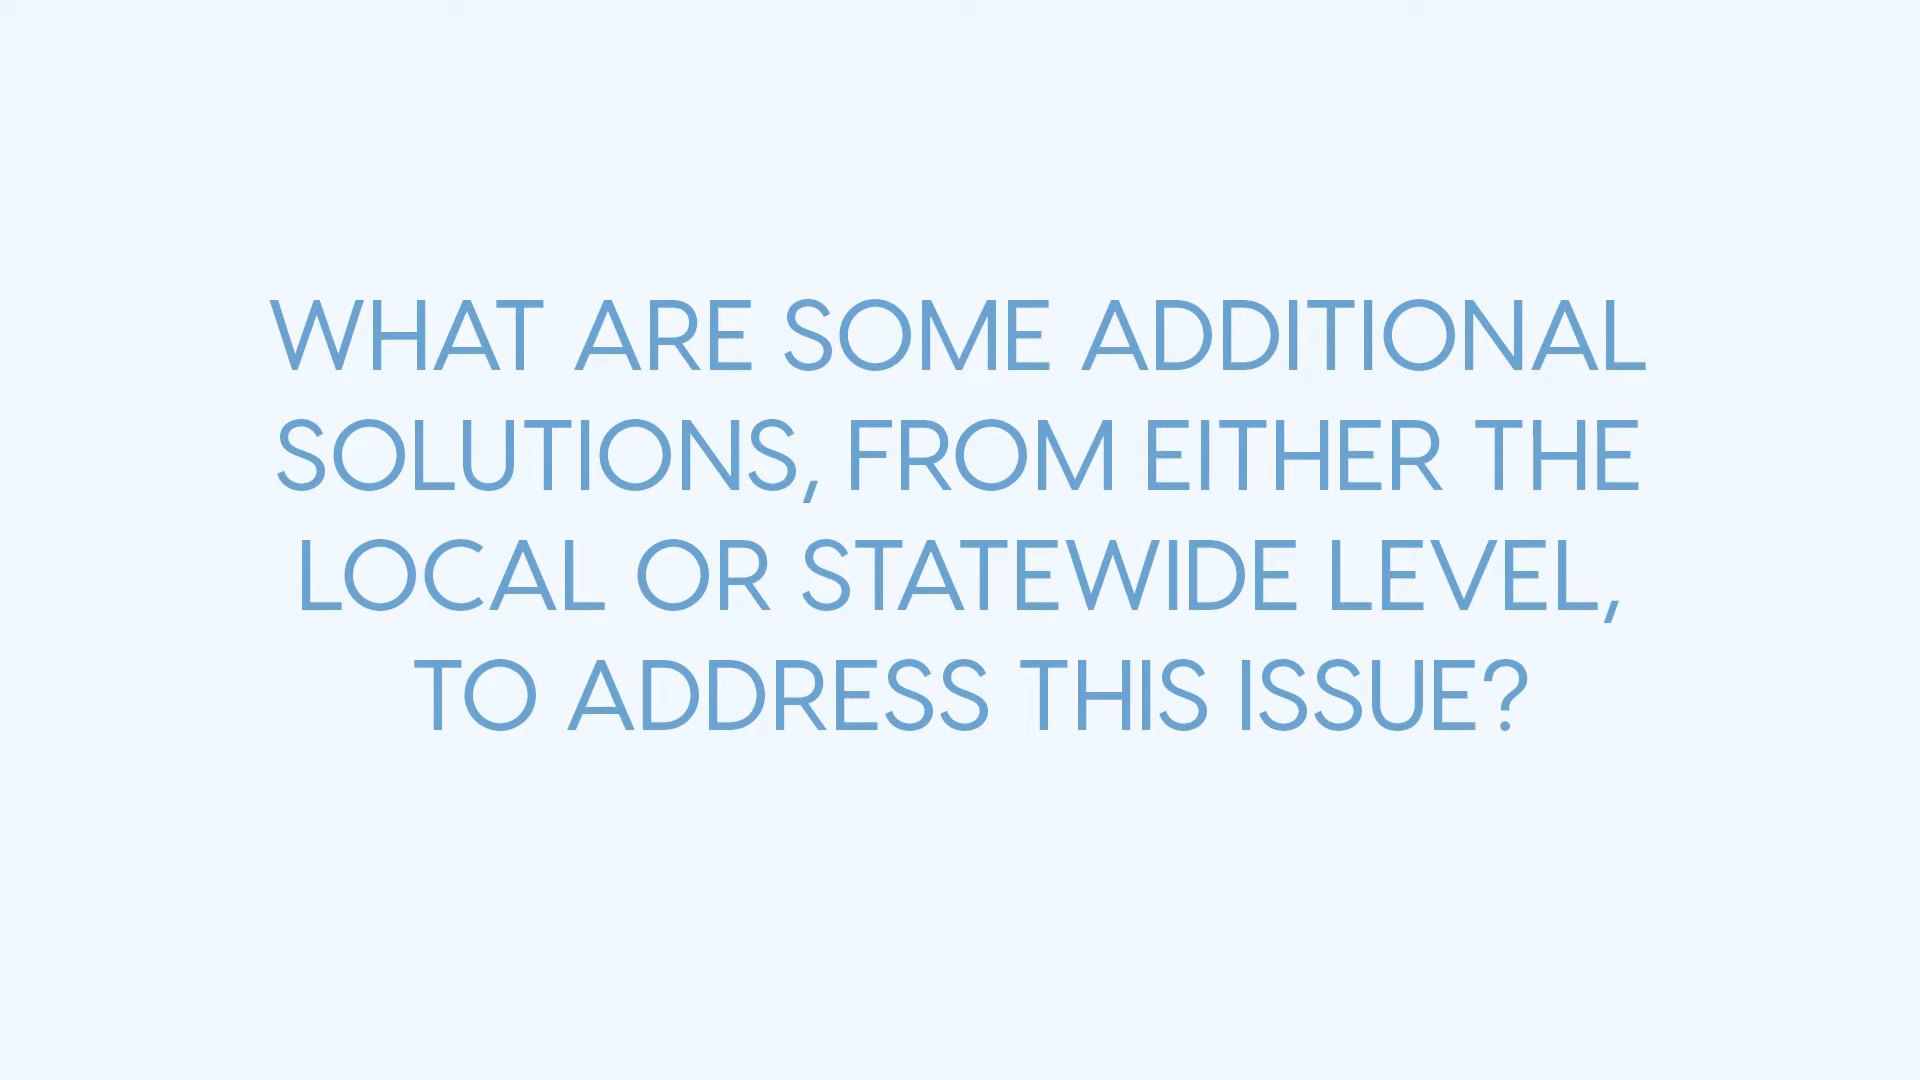 WHAT ARE SOME ADDITIONAL
SOLUTIONS, FROM EITHER THE
LOCAL OR STATEWIDE LEVEL,
TO ADDRESS THIS ISSUE?